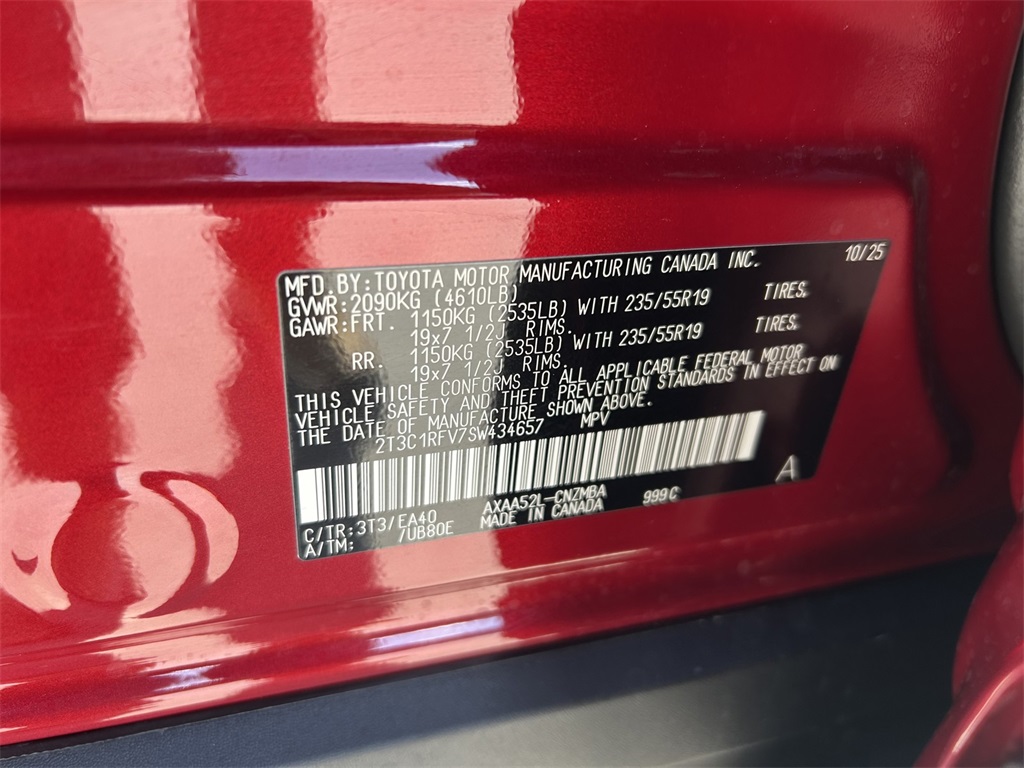 MFD.BY:TOYOTA MOTOR MANUFACTURING CANADA INC. 10/25
GVWR:2090KG (4610LB)
GAWR:FRT. 1150KG (2535LB) WITH 235/55R19 TIRES,
19x7 1/2J RIMS.
RR. 1150KG (2535LB) WITH 235/55R19 TIRES,
19x7 1/2J RIMS.
THIS VEHICLE CONFORMS TO ALL APPLICABLE FEDERAL MOTOR
VEHICLE SAFETY AND THEFT PREVENTION STANDARDS IN EFFECT ON
THE DATE OF MANUFACTURE SHOWN ABOVE.
2T3C1RFV7SW434657 MPV
A
C/TR:3T3/EA40 AXAA52L-CNZMBA 999C
A/TM: /UB80E MADE IN CANADA